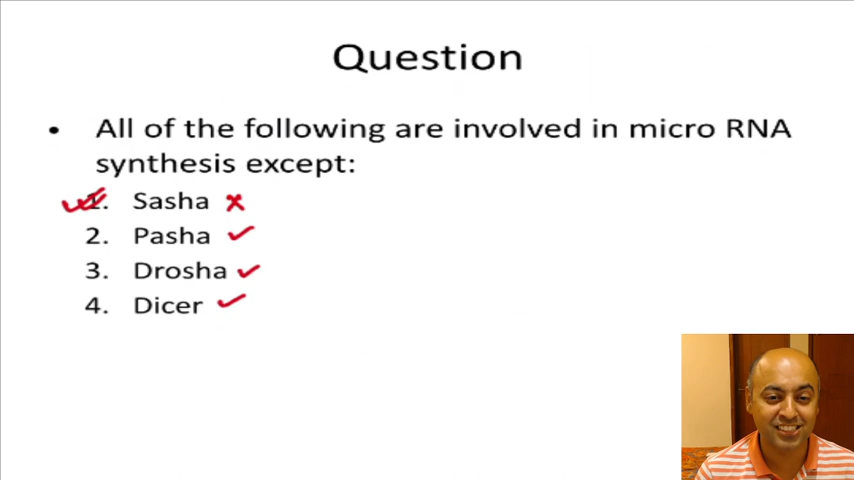 Question
• All of the following are involved in micro RNA
synthesis except:
1. Sasha
2. Pasha
3. Drosha
4. Dicer